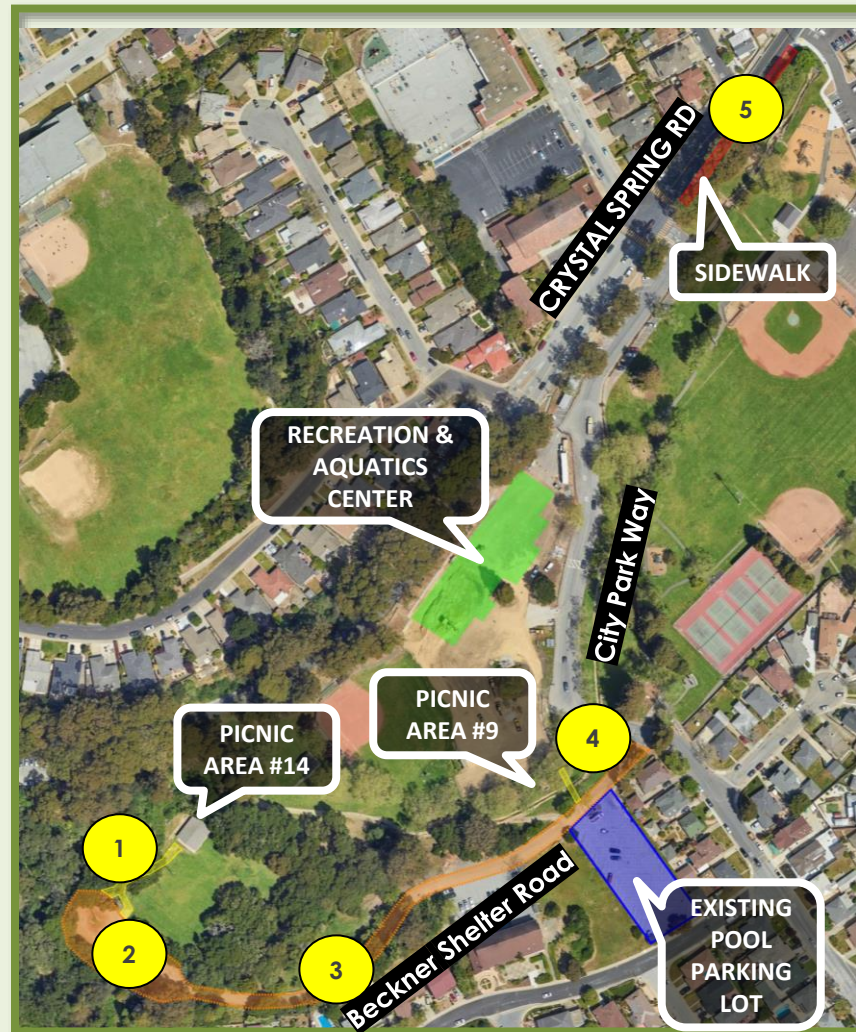 5
CRYSTAL SPRING RD
SIDEWALK
RECREATION &
AQUATICS
CENTER
City Park Way
PICNIC
AREA #9
PICNIC
AREA #14
4
1
2
3
Beckner Shelter Road
EXISTING
POOL
PARKING
LOT